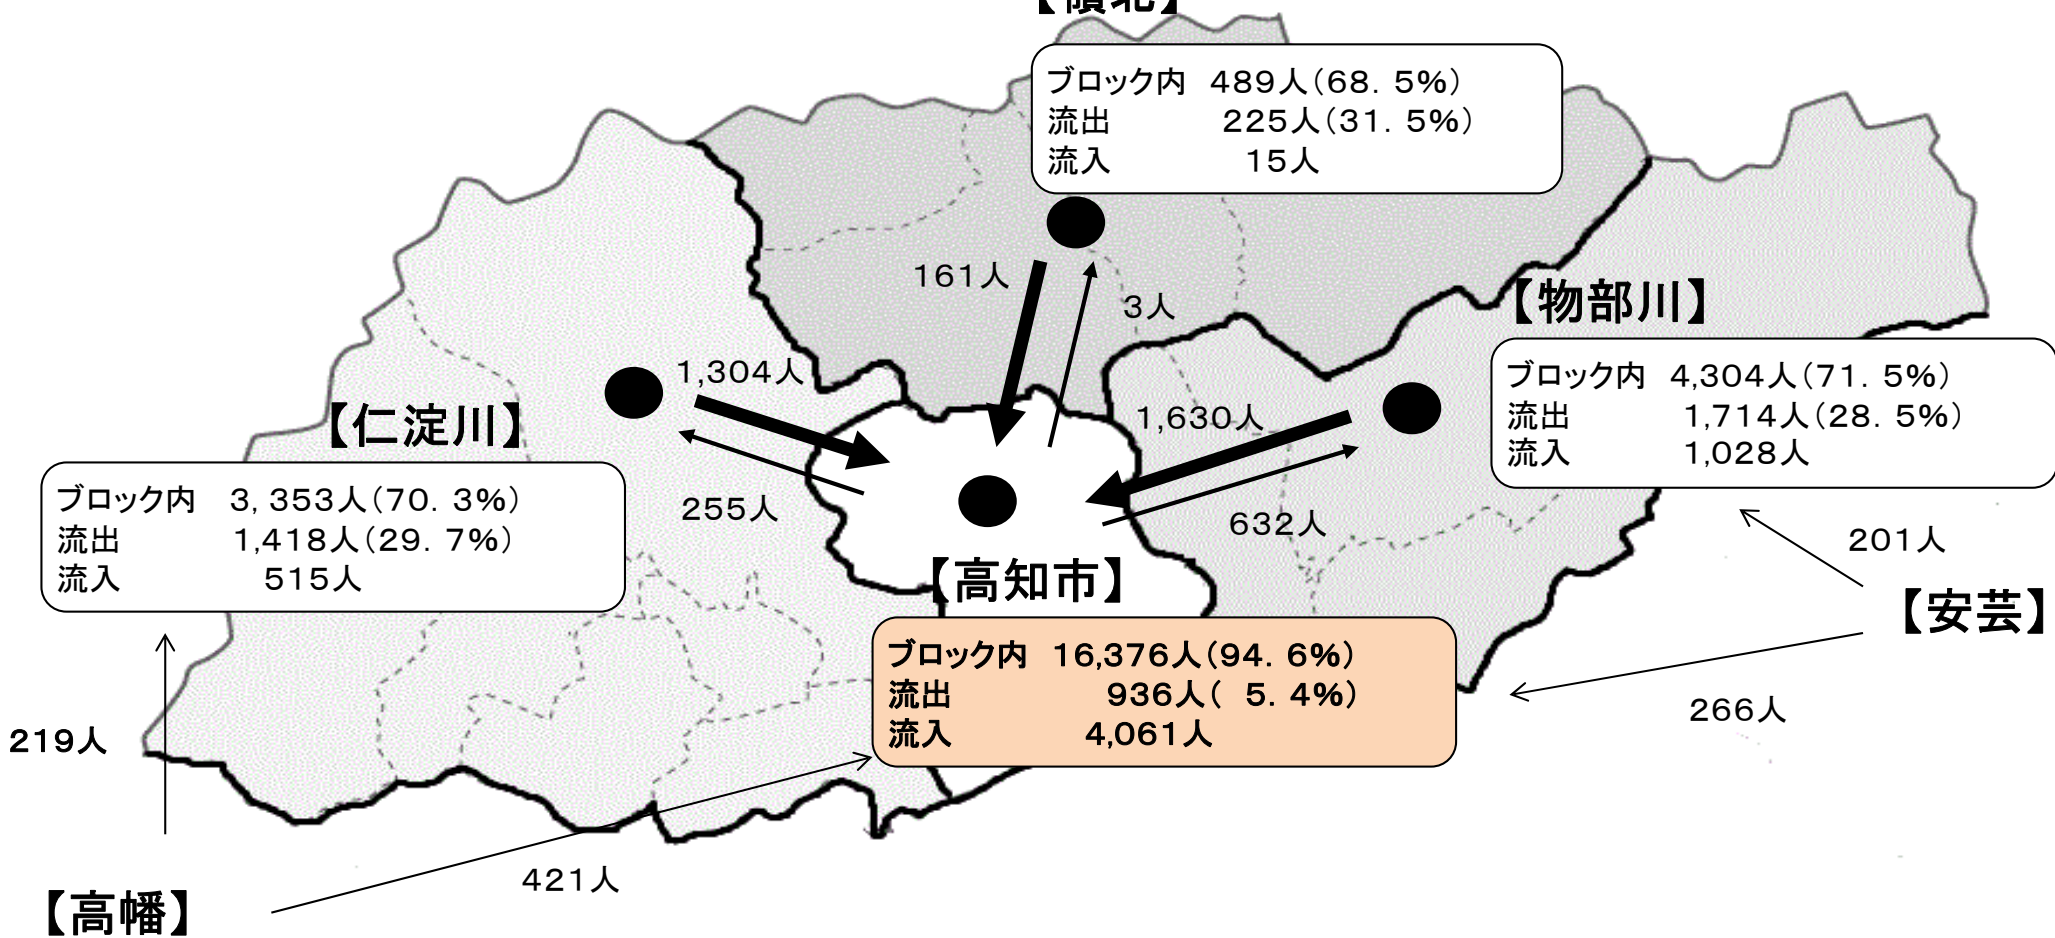 【嶺北】
ブロック内 489人(68.5%)
流出 225人(31.5%)
流入 15人
161人
3人
【物部川】
ブロック内 4,304人(71.5%)
流出 1,714人(28.5%)
流入 1,028人
1,304人
1,630人
【仁淀川】
ブロック内 3,353人(70.3%)
流出 1,418人(29.7%)
流入 515人
255人
632人
201人
【高知市】
【安芸】
ブロック内 16,376人(94.6%)
流出 936人( 5.4%)
流入 4,061人
266人
219人
421人
【高幡】